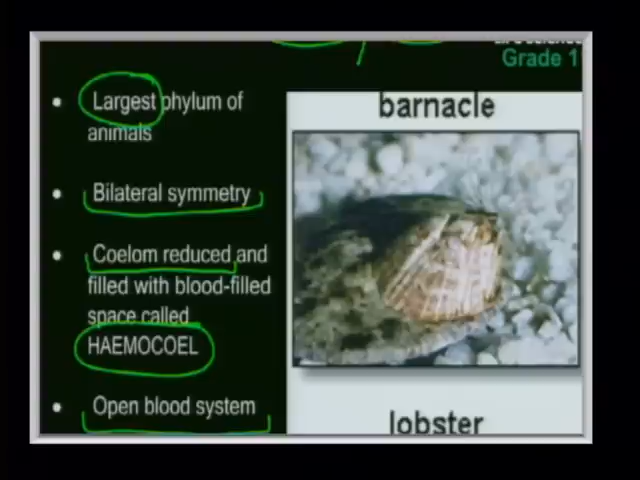 Grade 1
• Largest phylum of
animals
• Bilateral symmetry
• Coelom reduced and
filled with blood-filled
space called
HAEMOCOEL
• Open blood system
barnacle
lobster